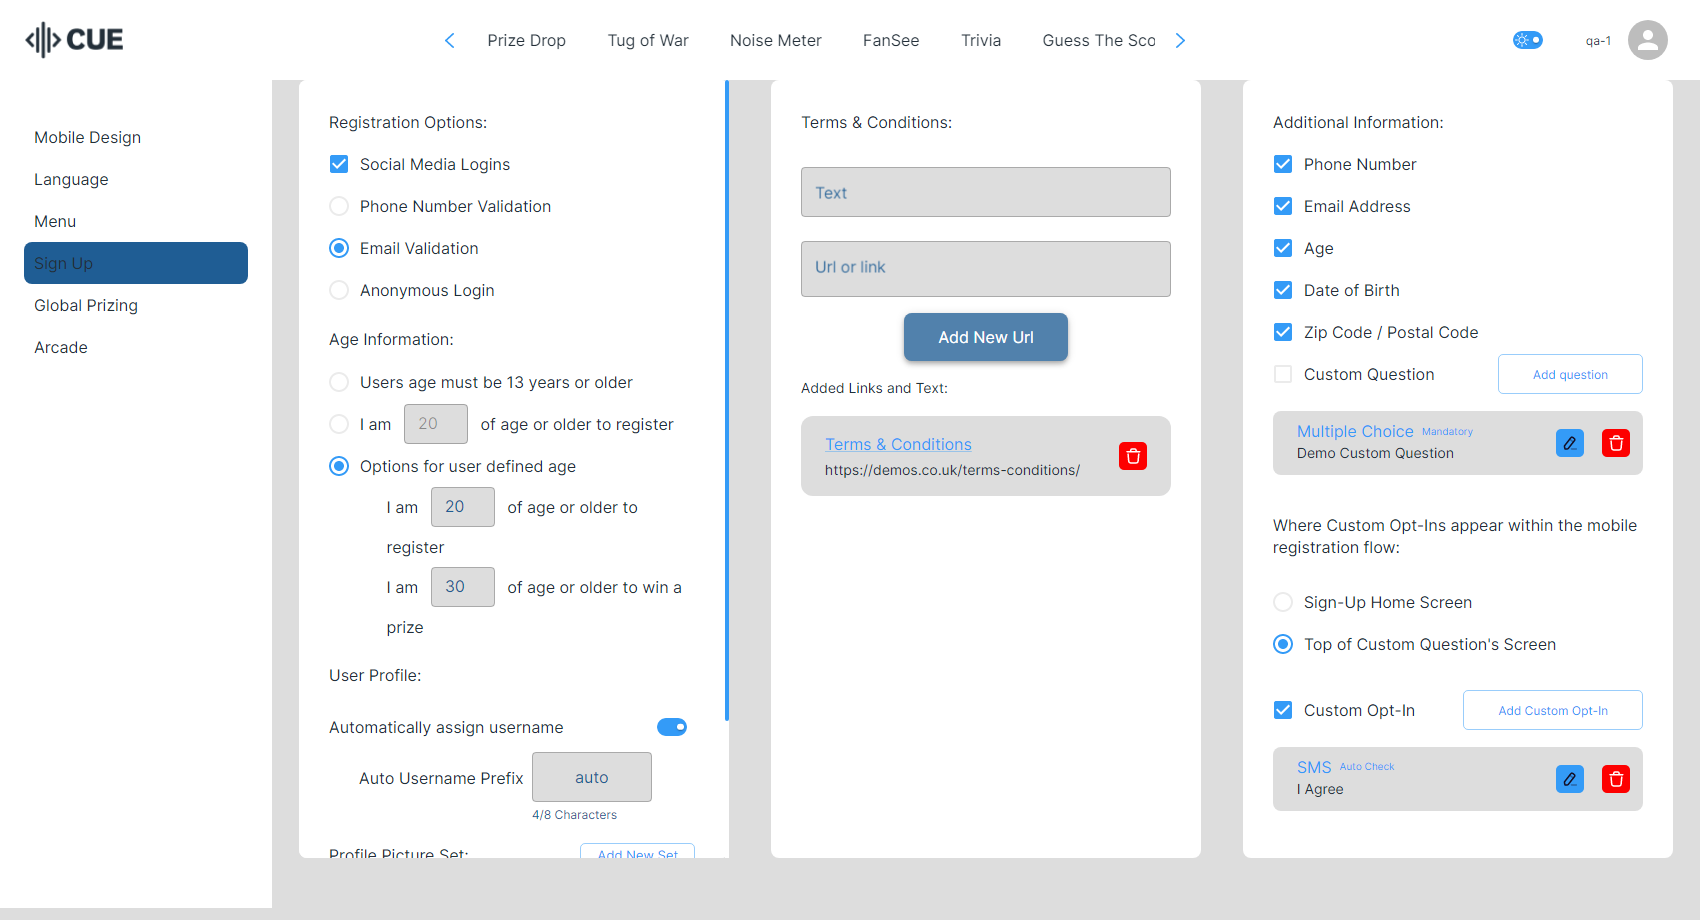 CUE
Prize Drop
Tug of War
Noise Meter
FanSee
Trivia
Guess The Sco
qa-1
Mobile Design
Language
Menu
Sign Up
Global Prizing
Arcade
Registration Options:
Social Media Logins
Phone Number Validation
Email Validation
Anonymous Login
Age Information:
Users age must be 13 years or older
I am 20 of age or older to register
Options for user defined age
I am 20 of age or older to
register
I am 30 of age or older to win a
prize
User Profile:
Automatically assign username
Auto Username Prefix auto
4/8 Characters
Profile Picture Set: Add New Set
Terms & Conditions:
Text
Url or link
Add New Url
Added Links and Text:
Terms & Conditions
https://demos.co.uk/terms-conditions/
Additional Information:
Phone Number
Email Address
Age
Date of Birth
Zip Code / Postal Code
Custom Question Add question
Multiple Choice Mandatory
Demo Custom Question
Where Custom Opt-Ins appear within the mobile
registration flow:
Sign-Up Home Screen
Top of Custom Question's Screen
Custom Opt-In Add Custom Opt-In
SMS Auto Check
I Agree